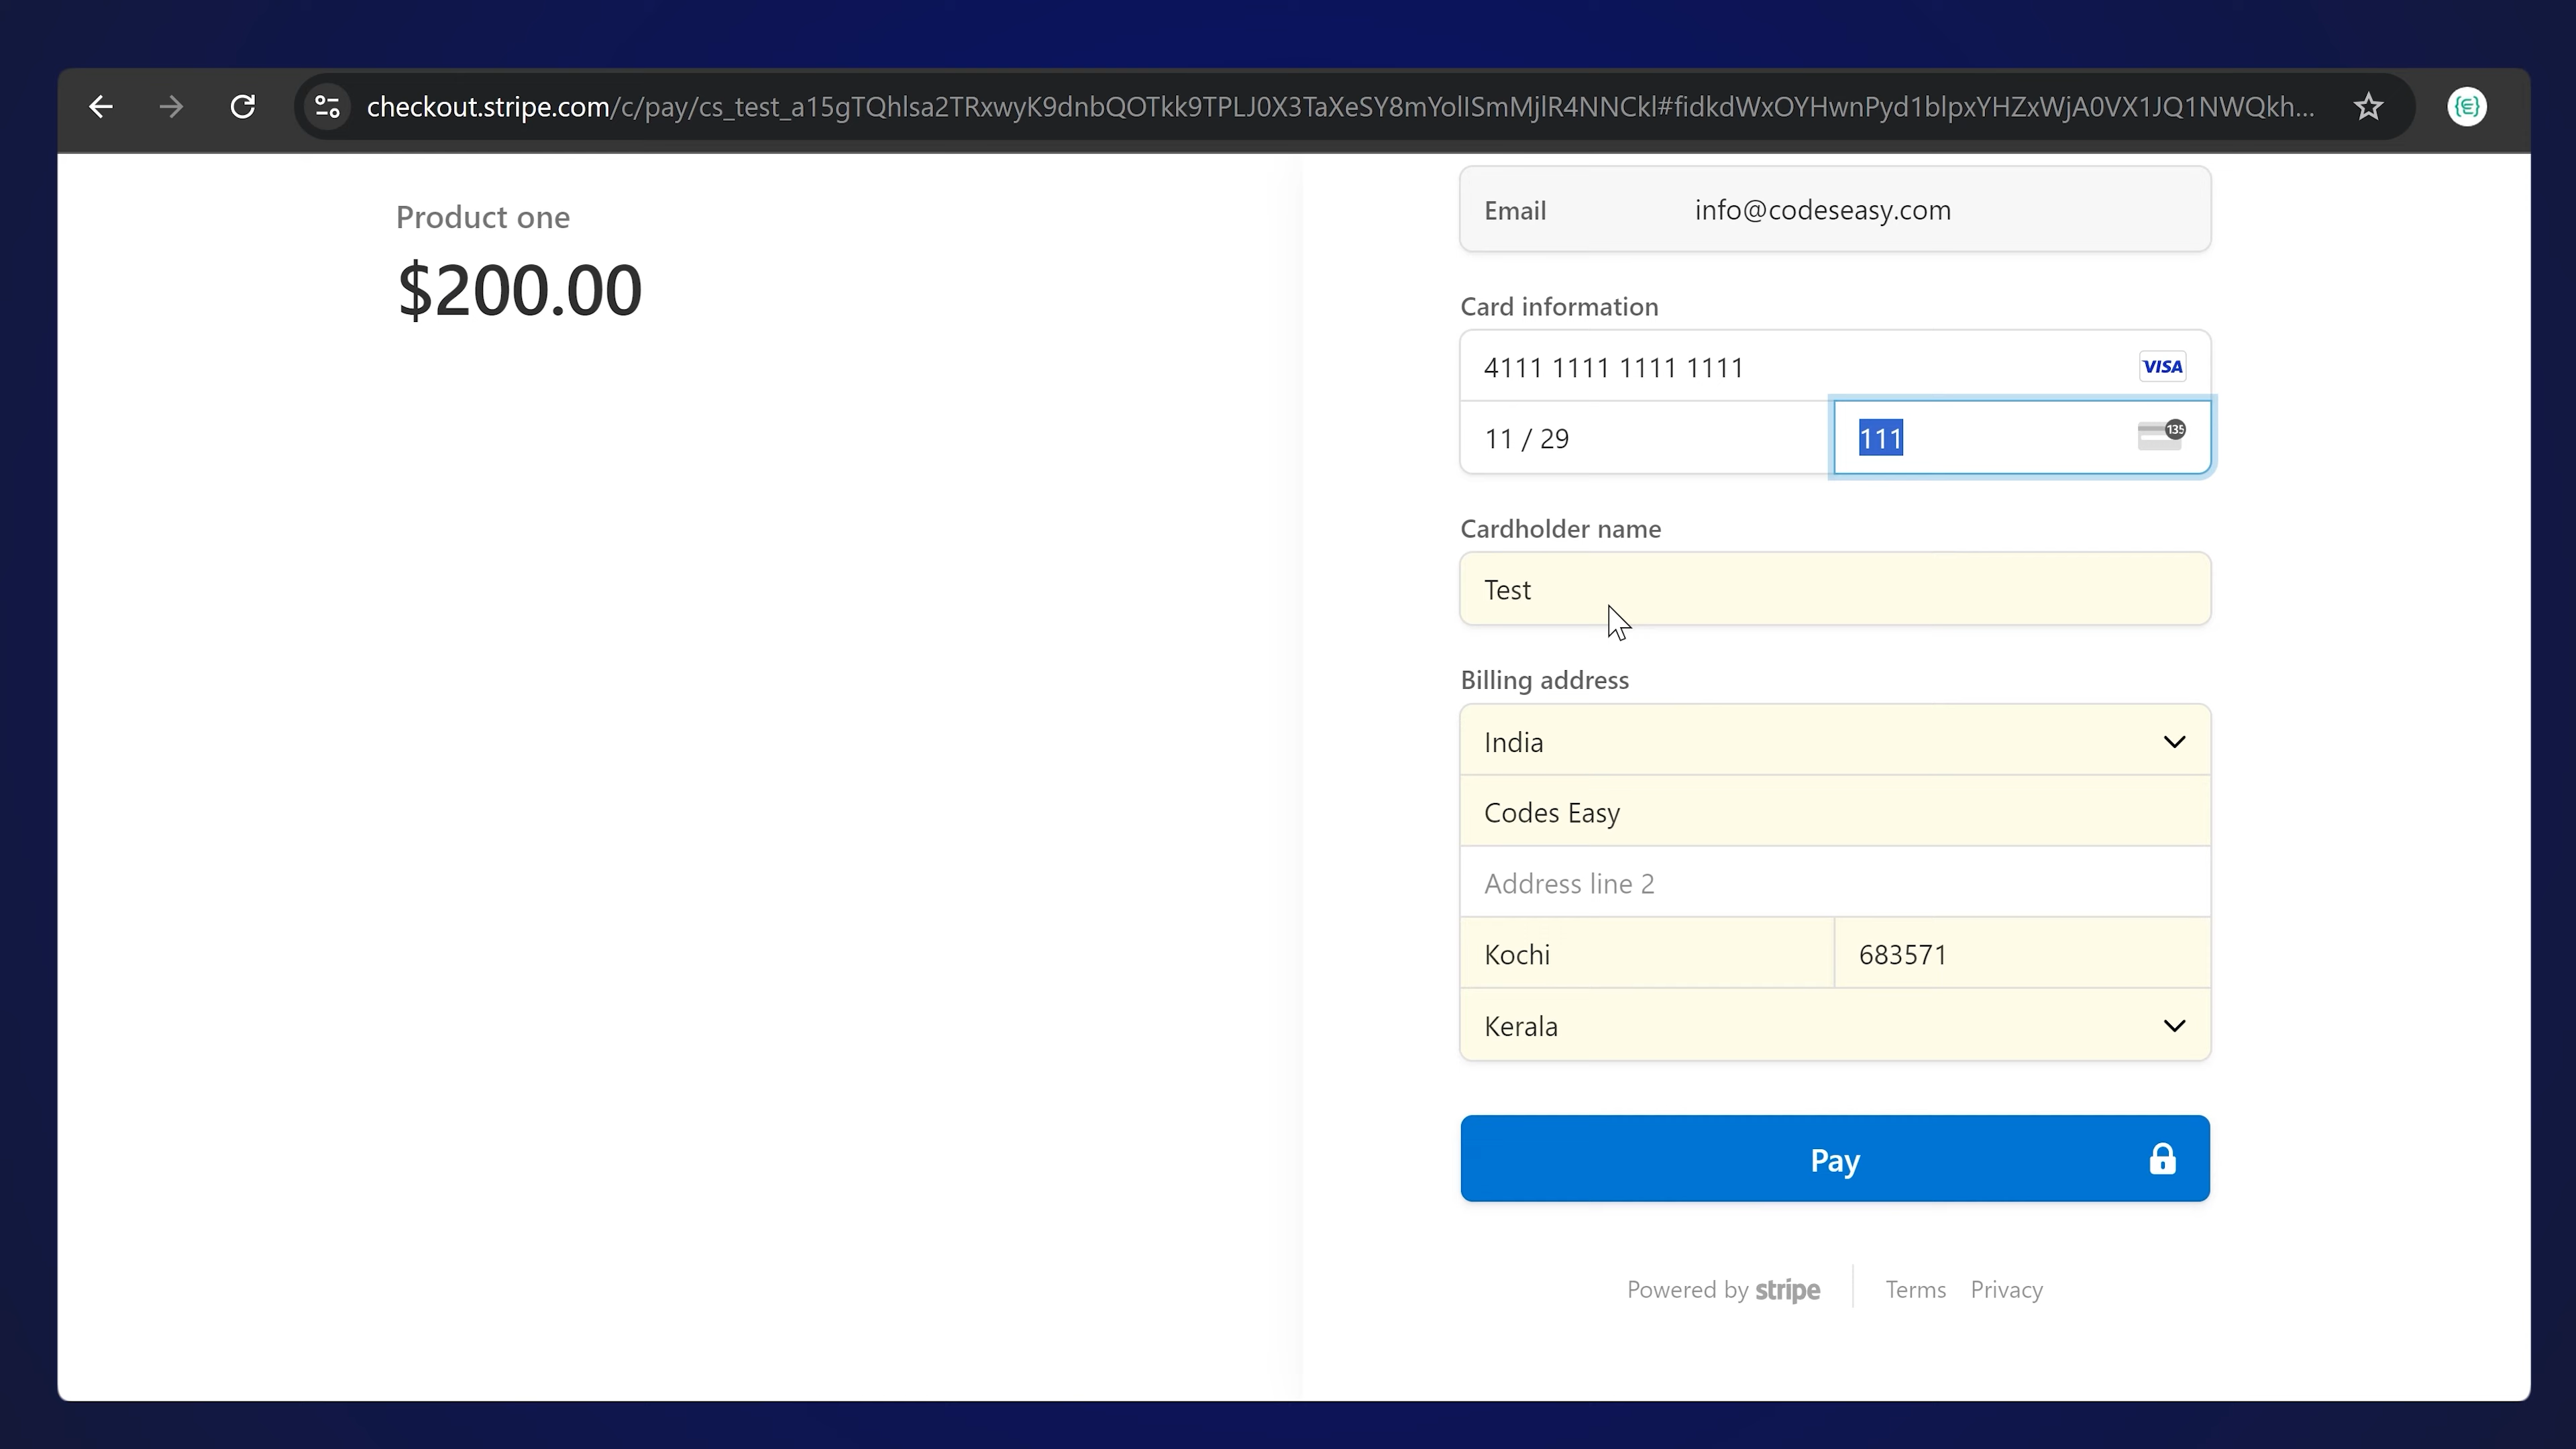 checkout.stripe.com/c/pay/cs_test_a15gTQhlsa2TRxwyK9dnbQOTkk9TPLJ0X3TaXeSY8mYolISmMjlR4NNCkl#fidkdWxOYHwnPyd1blpxYHZxWjA0VX1JQ1NWQkh...
Product one
$200.00
Email info@codeseasy.com
Card information
4111 1111 1111 1111 VISA
11 / 29 111 135
Cardholder name
Test
Billing address
India
Codes Easy
Address line 2
Kochi 683571
Kerala
Pay
Powered by stripe Terms Privacy